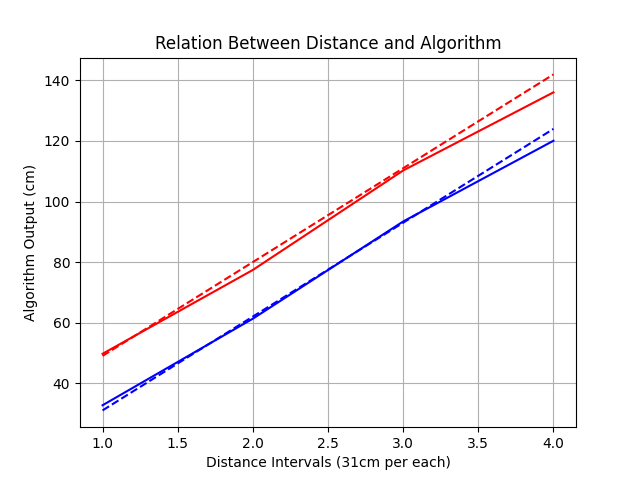 Relation Between Distance and Algorithm
Algorithm Output (cm)
140
120
100
80
60
40
1.0 1.5 2.0 2.5 3.0 3.5 4.0
Distance Intervals (31cm per each)